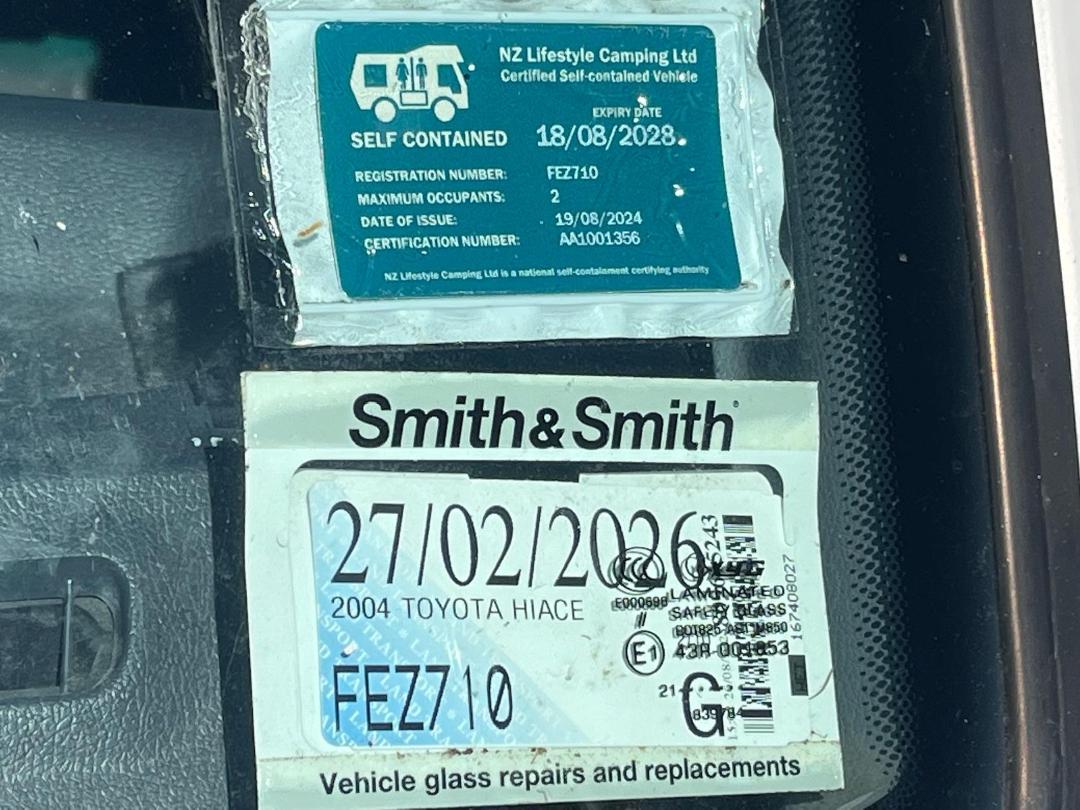 NZ Lifestyle Camping Ltd
Certified Self-contained Vehicle
EXPIRY DATE
SELF CONTAINED 18/08/2028
REGISTRATION NUMBER: FEZ710
MAXIMUM OCCUPANTS: 2
DATE OF ISSUE: 19/08/2024
CERTIFICATION NUMBER: AA1001356
NZ Lifestyle Camping Ltd is a national self-containment certifying authority
Smith&Smith
27/02/2026
2004 TOYOTA HIACE
FEZ710
E000696
LAMINATED
SAFETY GLASS
E1 43R-001853
G
167408027
Vehicle glass repairs and replacements